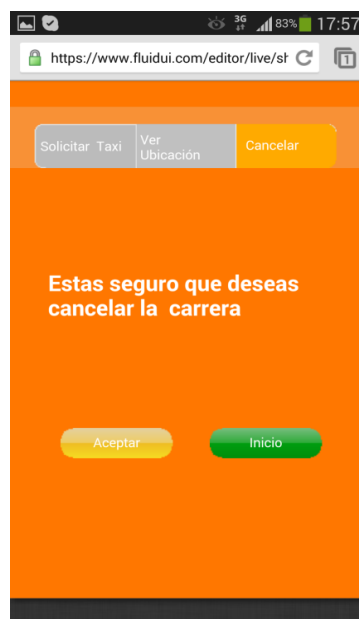 3G 83% 17:57
https://www.fluidui.com/editor/live/sh
1
Solicitar Taxi
Ver
Ubicación
Cancelar
Estas seguro que deseas
cancelar la carrera
Aceptar
Inicio